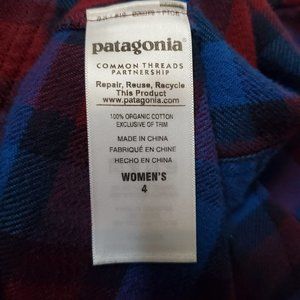 patagonia
COMMON THREADS
PARTNERSHIP
Repair, Reuse, Recycle
This Product
www.patagonia.com
100% ORGANIC COTTON
EXCLUSIVE OF TRIM
MADE IN CHINA
FABRIQUÉ EN CHINE
HECHO EN CHINA
WOMEN'S
4